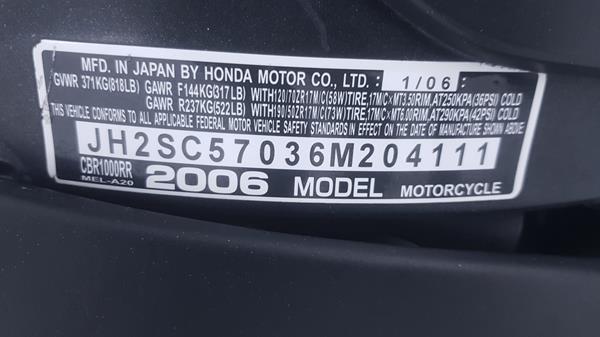 MFD. IN JAPAN BY HONDA MOTOR CO., LTD. : 1/06 :
GVWR 371KG(818LB) GAWR F144KG(317LB) WITH120/70ZR17M/C(58W)TIRE,17MC×MT3.50RIM,AT250KPA(36PSI) COLD
GAWR R237KG(522LB) WITH190/50ZR17M/C(73W)TIRE,17MC×MT6.00RIM,AT290KPA(42PSI) COLD
THIS VEHICLE CONFORMS TO ALL APPLICABLE FEDERAL MOTOR VEHICLE SAFETY STANDARDS IN EFFECT ON THE DATE OF MANUFACTURE SHOWN ABOVE.
JH2SC57036M204111
CBR1000RR
MEL-A20
2006 MODEL MOTORCYCLE